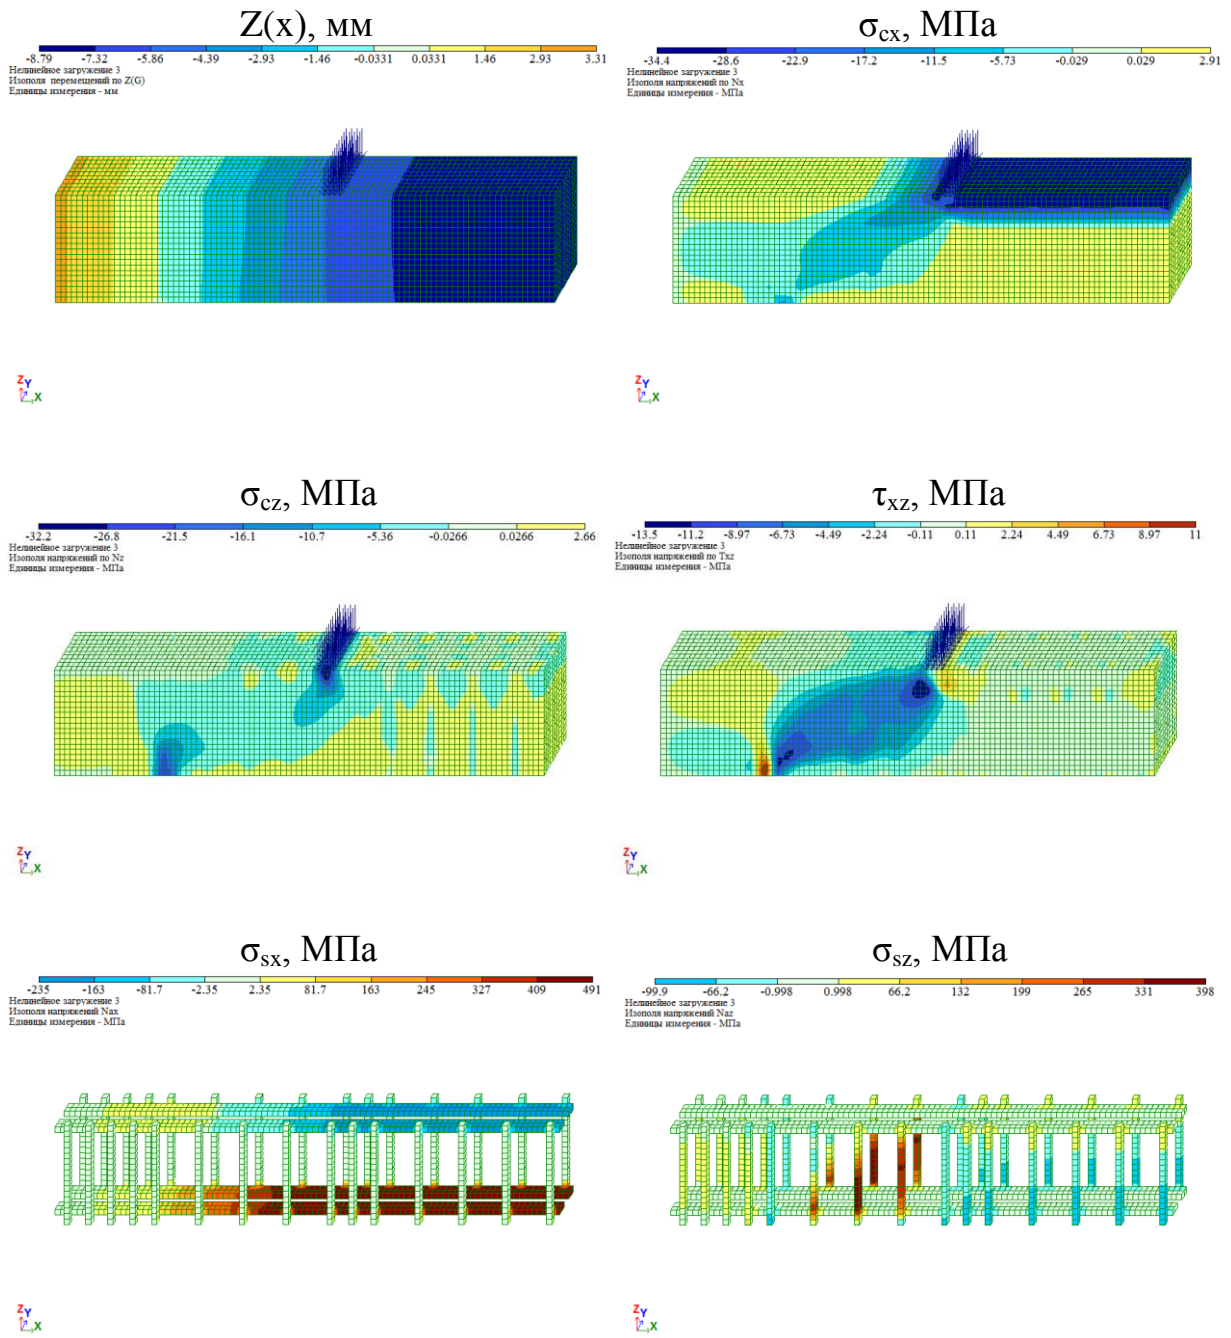 Z(x), мм
-8.79 -7.32 -5.86 -4.39 -2.93 -1.46 -0.0331 0.0331 1.46 2.93 3.31
Нелинейное загружение 3
Изополя перемещений по Z(G)
Единицы измерения - мм
Z
Y
X
σcx, МПа
-34.4 -28.6 -22.9 -17.2 -11.5 -5.73 -0.029 0.029 2.91
Нелинейное загружение 3
Изополя напряжений по Nx
Единицы измерения - МПа
Z
Y
X
σcz, МПа
-32.2 -26.8 -21.5 -16.1 -10.7 -5.36 -0.0266 0.0266 2.66
Нелинейное загружение 3
Изополя напряжений по Nz
Единицы измерения - МПа
Z
Y
X
τxz, МПа
-13.5 -11.2 -8.97 -6.73 -4.49 -2.24 -0.11 0.11 2.24 4.49 6.73 8.97 11
Нелинейное загружение 3
Изополя напряжений по Txz
Единицы измерения - МПа
Z
Y
X
σsx, МПа
-235 -163 -81.7 -2.35 2.35 81.7 163 245 327 409 491
Нелинейное загружение 3
Изополя напряжений Nax
Единицы измерения - МПа
Z
Y
X
σsz, МПа
-99.9 -66.2 -0.998 0.998 66.2 132 199 265 331 398
Нелинейное загружение 3
Изополя напряжений Naz
Единицы измерения - МПа
Z
Y
X